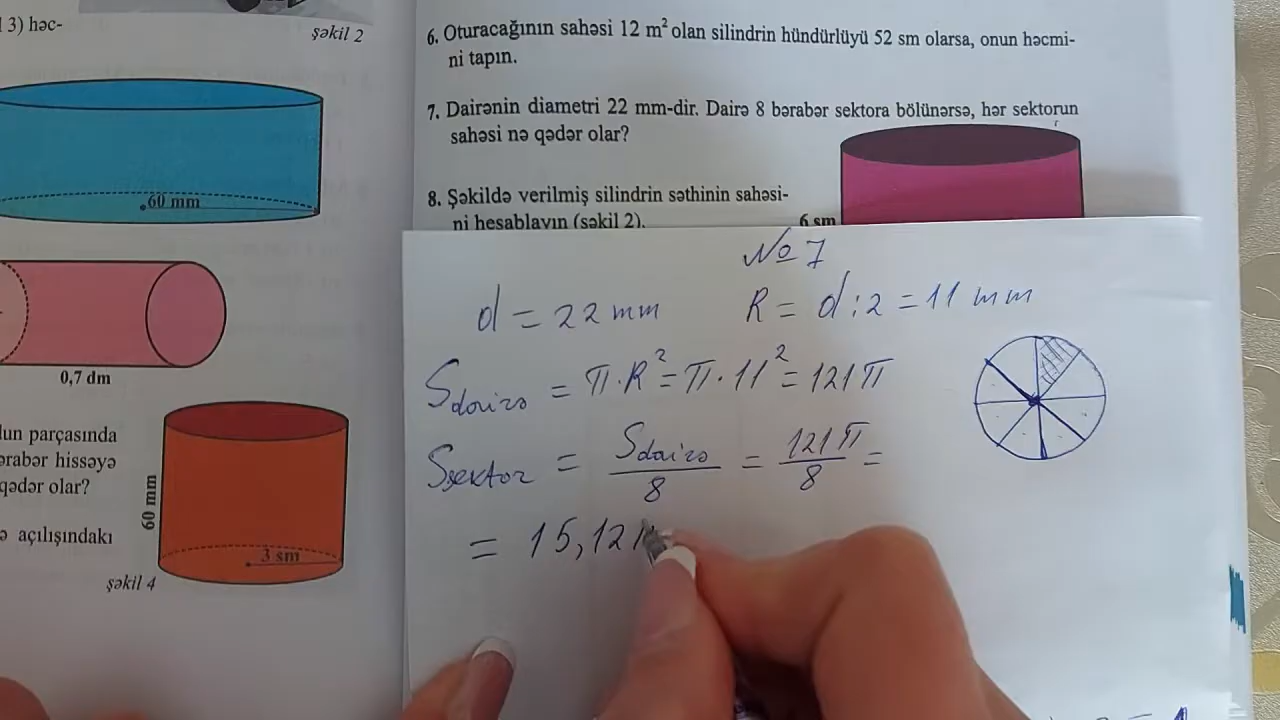 3) həc-
şəkil 2
60 mm
0,7 dm
lun parçasında
ərabər hissəyə
qədər olar?
ə açılışındakı
60 mm
3 sm
şəkil 4
6. Oturacağının sahəsi 12 m² olan silindrin hündürlüyü 52 sm olarsa, onun həcmi-
ni tapın.
7. Dairənin diametri 22 mm-dir. Dairə 8 bərabər sektora bölünərsə, hər sektorun
sahəsi nə qədər olar?
8. Şəkildə verilmiş silindrin səthinin sahəsi-
ni hesablayın (şəkil 2).
6 sm
№ 7
d = 22 mm R = d:2 = 11 mm
Sdairə = π·R² = π·11² = 121π
Ssektor = Sdairə/8 = 121π/8 =
= 15,12